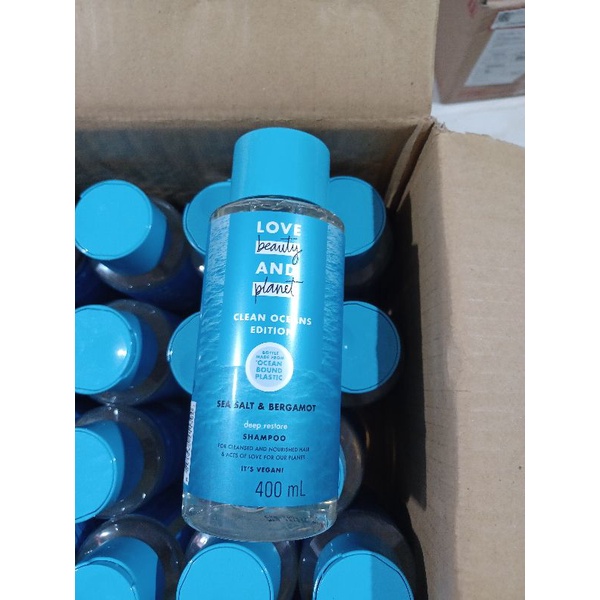 LOVE
beauty
AND
planet
CLEAN OCEANS
EDITION
BOTTLE
MADE FROM
OCEAN
BOUND
PLASTIC
SEA SALT & BERGAMOT
deep restore
SHAMPOO
FOR CLEANSED AND NOURISHED HAIR
& ACTS OF LOVE FOR OUR PLANET
IT'S VEGAN!
400 mL